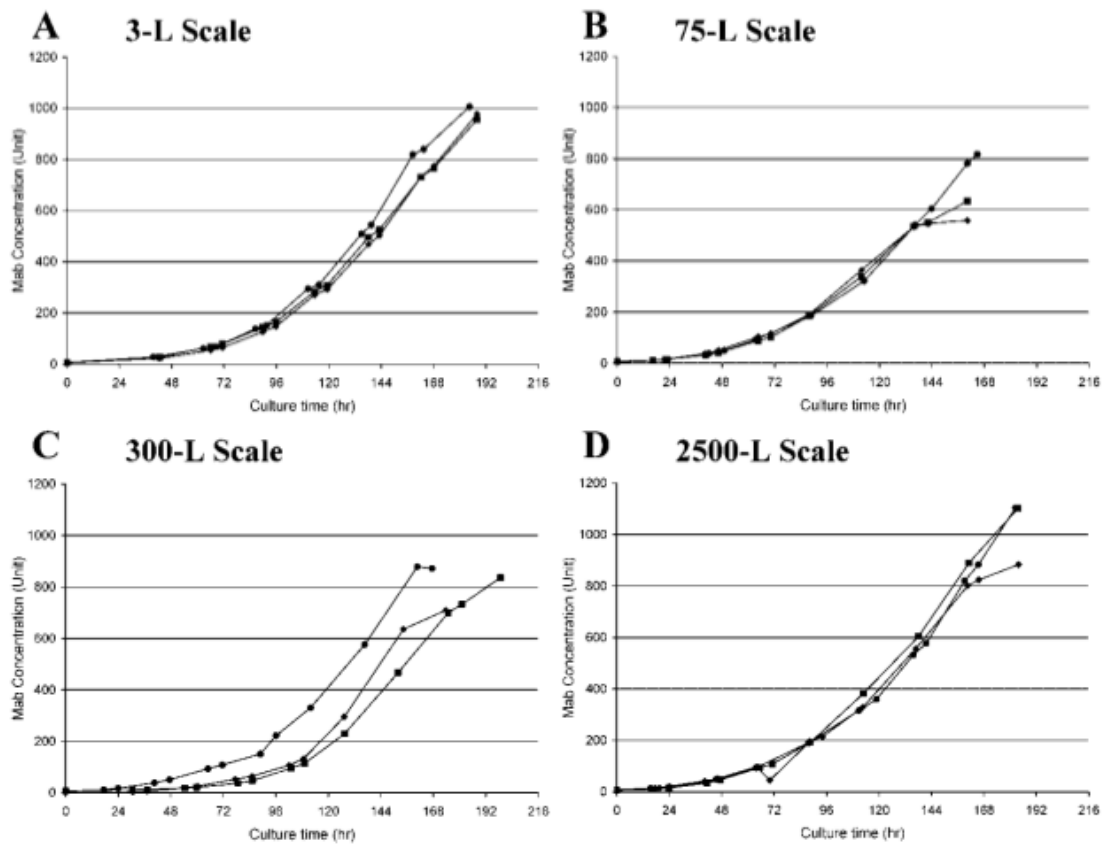 A 3-L Scale
1200
1000
800
600
400
200
0
Mab Concentration (Unit)
0 24 48 72 96 120 144 168 192 216
Culture time (hr)
B 75-L Scale
1200
1000
800
600
400
200
0
Mab Concentration (Unit)
0 24 48 72 96 120 144 168 192 216
Culture time (hr)
C 300-L Scale
1200
1000
800
600
400
200
0
Mab Concentration (Unit)
0 24 48 72 96 120 144 168 192 216
Culture time (hr)
D 2500-L Scale
1200
1000
800
600
400
200
0
Mab Concentration (Unit)
0 24 48 72 96 120 144 168 192 216
Culture time (hr)